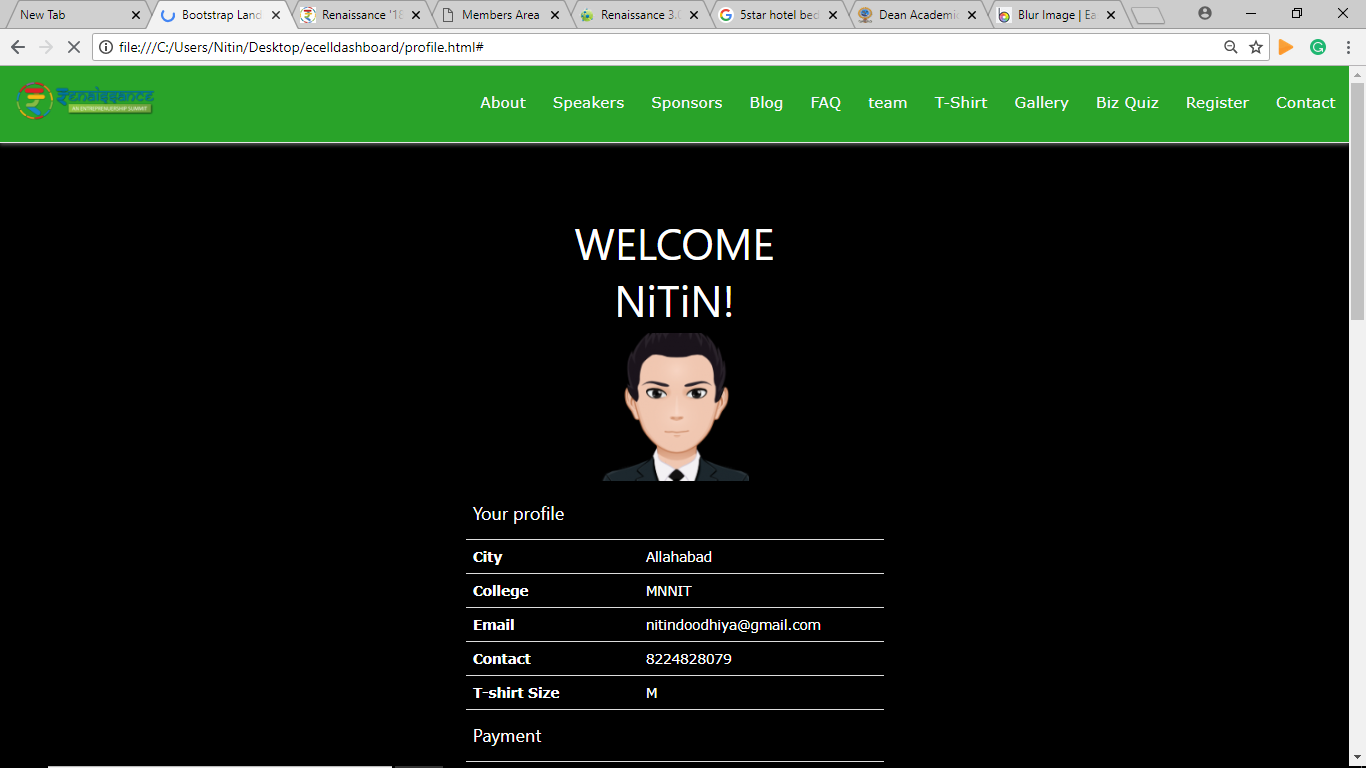 New Tab
Bootstrap Land
Renaissance '18
Members Area
Renaissance 3.0
5star hotel bed
Dean Academic
Blur Image | Ea
file:///C:/Users/Nitin/Desktop/ecelldashboard/profile.html#
Renaissance
AN ENTREPRENEURSHIP SUMMIT
About Speakers Sponsors Blog FAQ team T-Shirt Gallery Biz Quiz Register Contact
WELCOME
NiTiN!
Your profile
City Allahabad
College MNNIT
Email nitindoodhiya@gmail.com
Contact 8224828079
T-shirt Size M
Payment